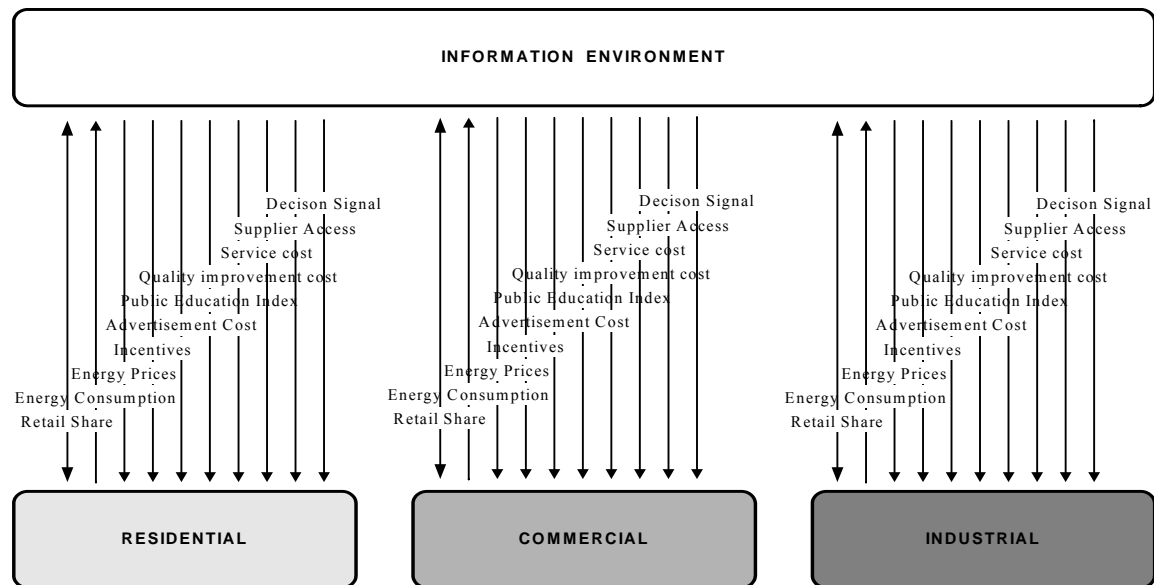 INFORMATION ENVIRONMENT
Decison Signal
Supplier Access
Service cost
Quality improvement cost
Public Education Index
Advertisement Cost
Incentives
Energy Prices
Energy Consumption
Retail Share
Decison Signal
Supplier Access
Service cost
Quality improvement cost
Public Education Index
Advertisement Cost
Incentives
Energy Prices
Energy Consumption
Retail Share
Decison Signal
Supplier Access
Service cost
Quality improvement cost
Public Education Index
Advertisement Cost
Incentives
Energy Prices
Energy Consumption
Retail Share
RESIDENTIAL
COMMERCIAL
INDUSTRIAL